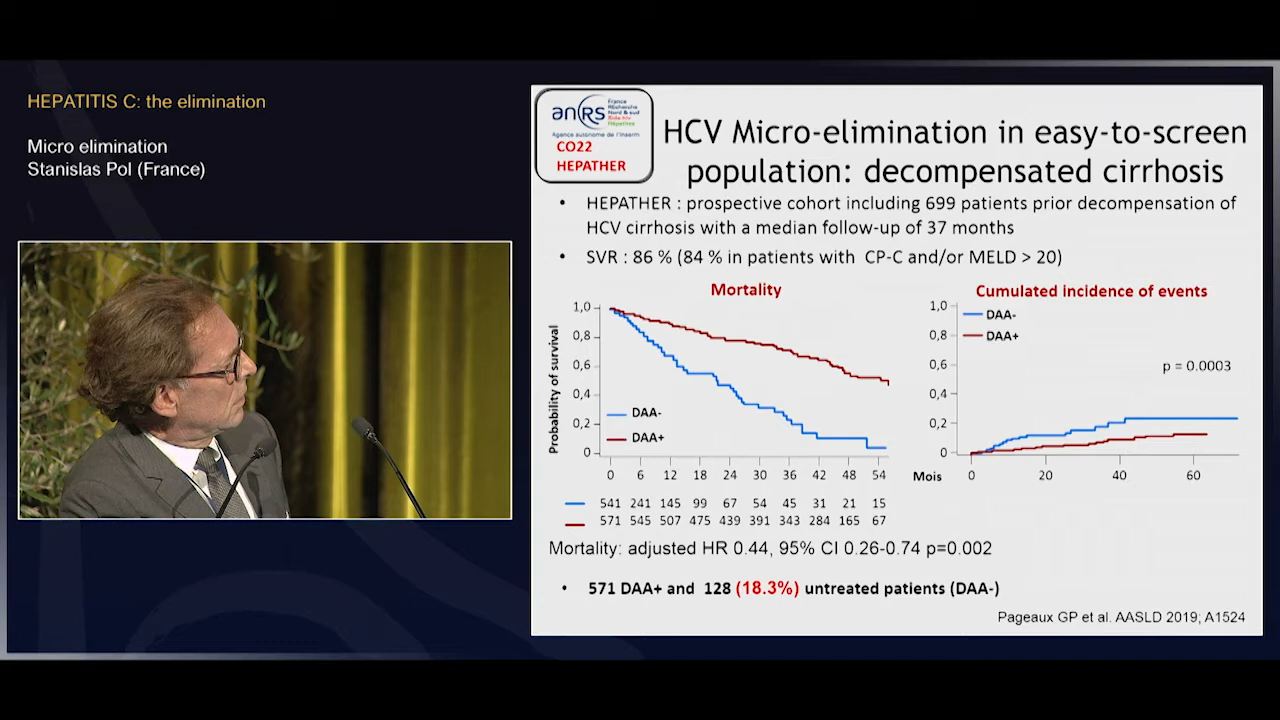 HEPATITIS C: the elimination
Micro elimination
Stanislas Pol (France)
anRS
France
REcherche
Nord & sud
Sida-hiv
Hépatites
Agence autonome de l'Inserm
CO22
HEPATHER
HCV Micro-elimination in easy-to-screen
population: decompensated cirrhosis
• HEPATHER : prospective cohort including 699 patients prior decompensation of
HCV cirrhosis with a median follow-up of 37 months
• SVR : 86 % (84 % in patients with CP-C and/or MELD > 20)
Mortality
Probability of survival
1,0
0,8
0,6
0,4
0,2
0
DAA-
DAA+
0 6 12 18 24 30 36 42 48 54
541 241 145 99 67 54 45 31 21 15
571 545 507 475 439 391 343 284 165 67
Cumulated incidence of events
1,0
0,8
0,6
0,4
0,2
0
DAA-
DAA+
p = 0.0003
Mois 0 20 40 60
Mortality: adjusted HR 0.44, 95% CI 0.26-0.74 p=0.002
• 571 DAA+ and 128 (18.3%) untreated patients (DAA-)
Pageaux GP et al. AASLD 2019; A1524